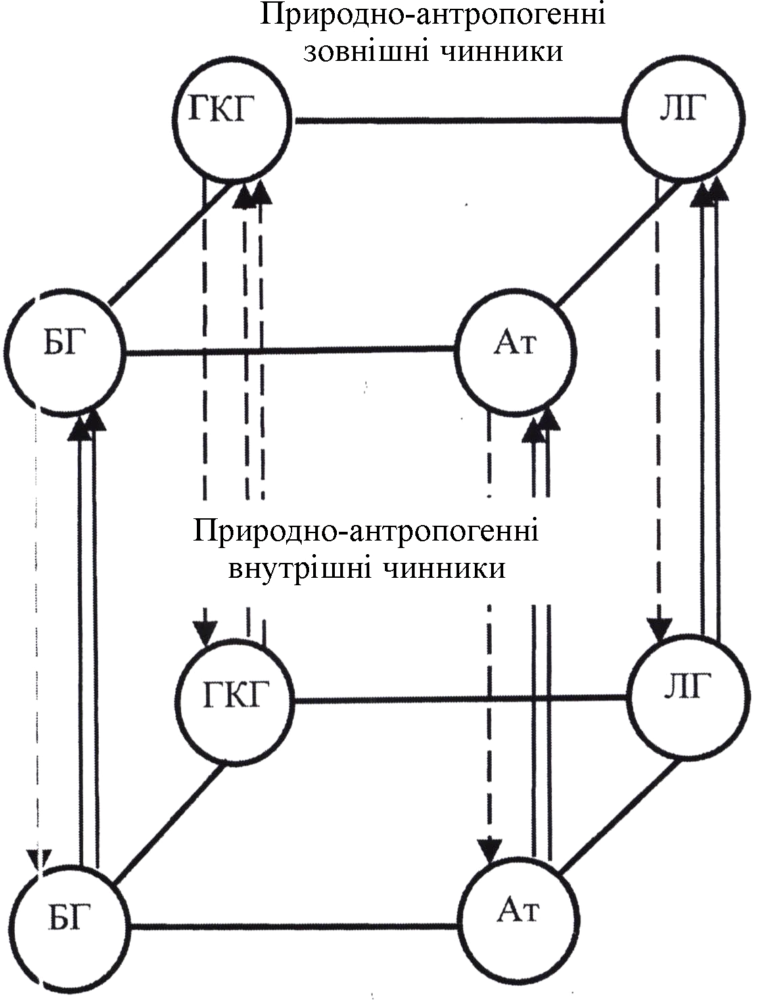 Природно-антропогенні
зовнішні чинники
ГКГ
ЛГ
БГ
Ат
Природно-антропогенні
внутрішні чинники
ГКГ
ЛГ
БГ
Ат